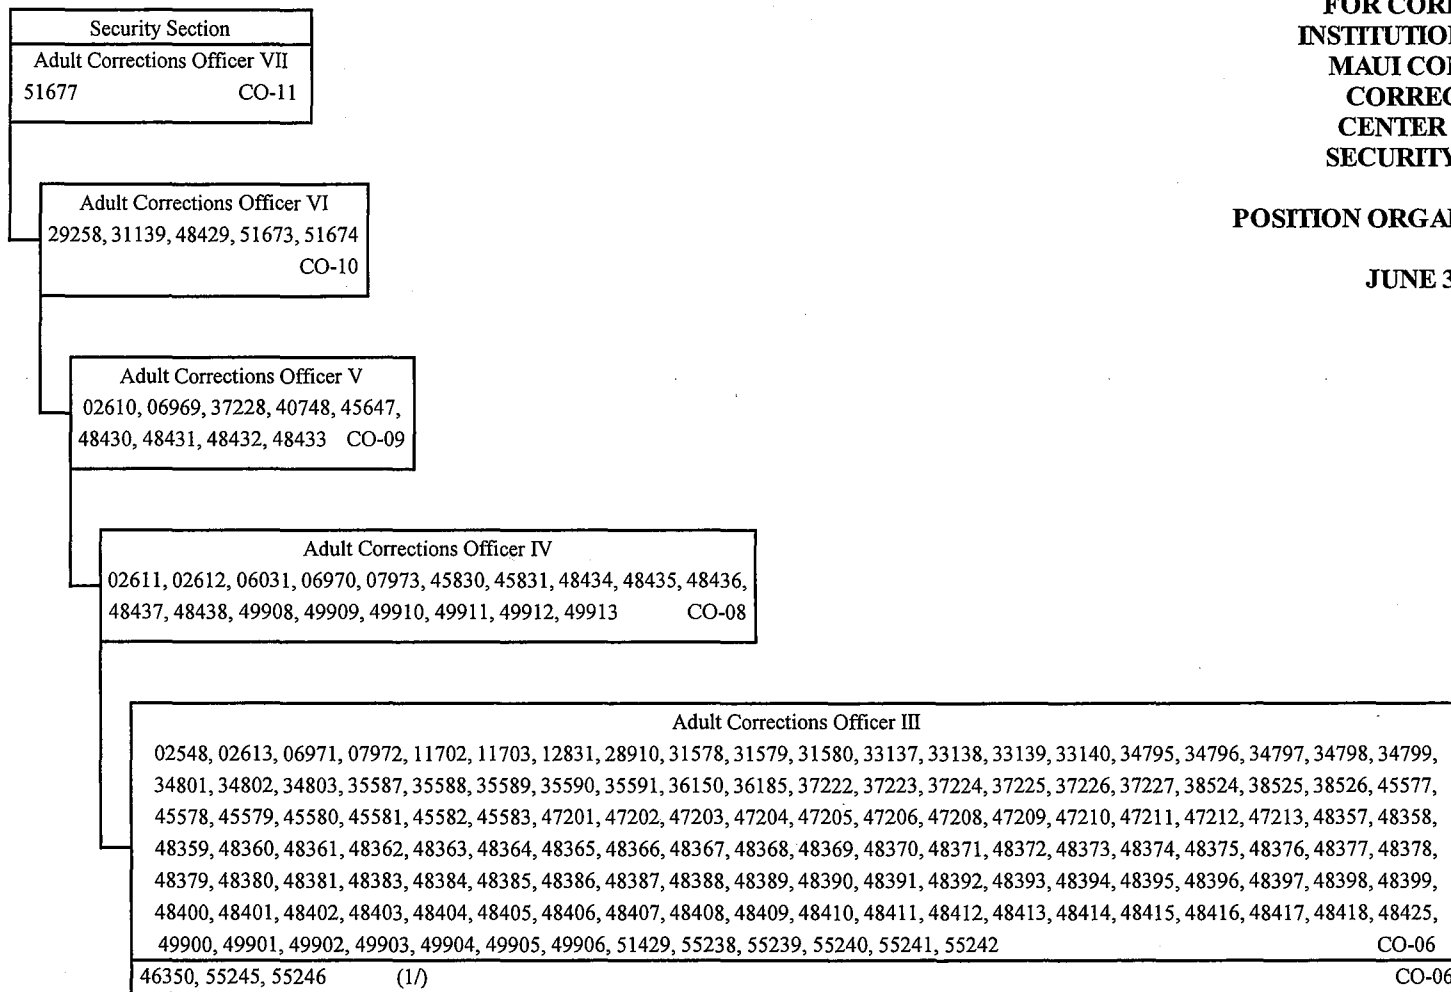 FOR
INSTITUTIO
MAUI
CENTER
SECURITY
POSITION
JUNE 3
Security Section
Adult Corrections Officer VII
51677 CO-11
Adult Corrections Officer VI
29258, 31139, 48429, 51673, 51674
CO-10
Adult Corrections Officer V
02610, 06969, 37228, 40748, 45647,
48430, 48431, 48432, 48433 CO-09
Adult Corrections Officer IV
02611, 02612, 06031, 06970, 07973, 45830, 45831, 48434, 48435, 48436,
48437, 48438, 49908, 49909, 49910, 49911, 49912, 49913 CO-08
Adult Corrections Officer III
02548, 02613, 06971, 07972, 11702, 11703, 12831, 28910, 31578, 31579, 31580, 33137, 33138, 33139, 33140, 34795, 34796, 34797, 34798, 34799,
34801, 34802, 34803, 35587, 35588, 35589, 35590, 35591, 36150, 36185, 37222, 37223, 37224, 37225, 37226, 37227, 38524, 38525, 38526, 45577,
45578, 45579, 45580, 45581, 45582, 45583, 47201, 47202, 47203, 47204, 47205, 47206, 47208, 47209, 47210, 47211, 47212, 47213, 48357, 48358,
48359, 48360, 48361, 48362, 48363, 48364, 48365, 48366, 48367, 48368, 48369, 48370, 48371, 48372, 48373, 48374, 48375, 48376, 48377, 48378,
48379, 48380, 48381, 48383, 48384, 48385, 48386, 48387, 48388, 48389, 48390, 48391, 48392, 48393, 48394, 48395, 48396, 48397, 48398, 48399,
48400, 48401, 48402, 48403, 48404, 48405, 48406, 48407, 48408, 48409, 48410, 48411, 48412, 48413, 48414, 48415, 48416, 48417, 48418, 48425,
49900, 49901, 49902, 49903, 49904, 49905, 49906, 51429, 55238, 55239, 55240, 55241, 55242 CO-06
46350, 55245, 55246 (1/) CO-06